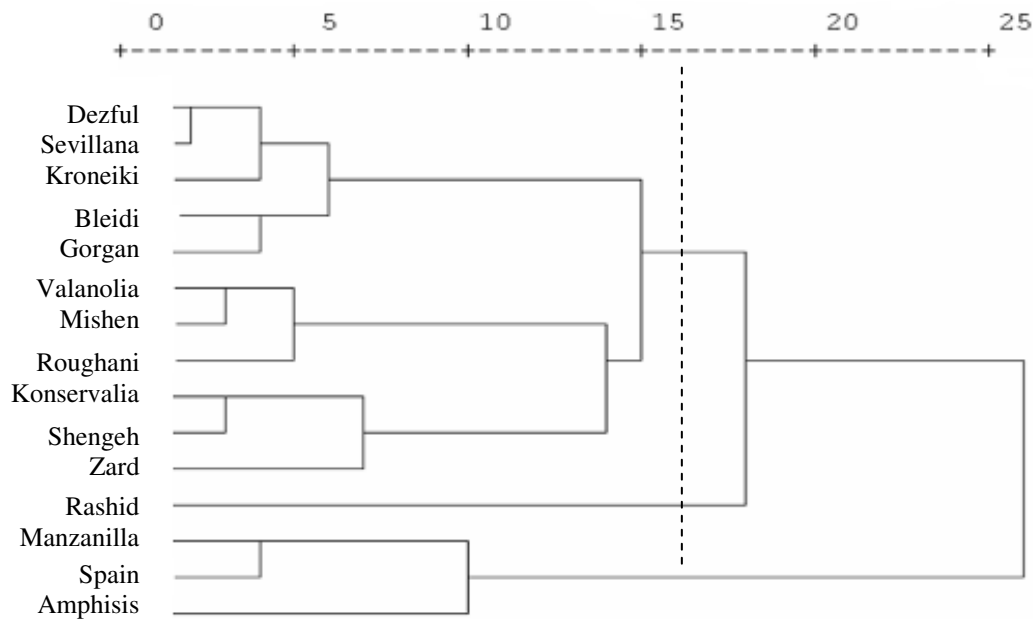 0 5 10 15 20 25
Dezful
Sevillana
Kroneiki
Bleidi
Gorgan
Valanolia
Mishen
Roughani
Konservalia
Shengeh
Zard
Rashid
Manzanilla
Spain
Amphisis